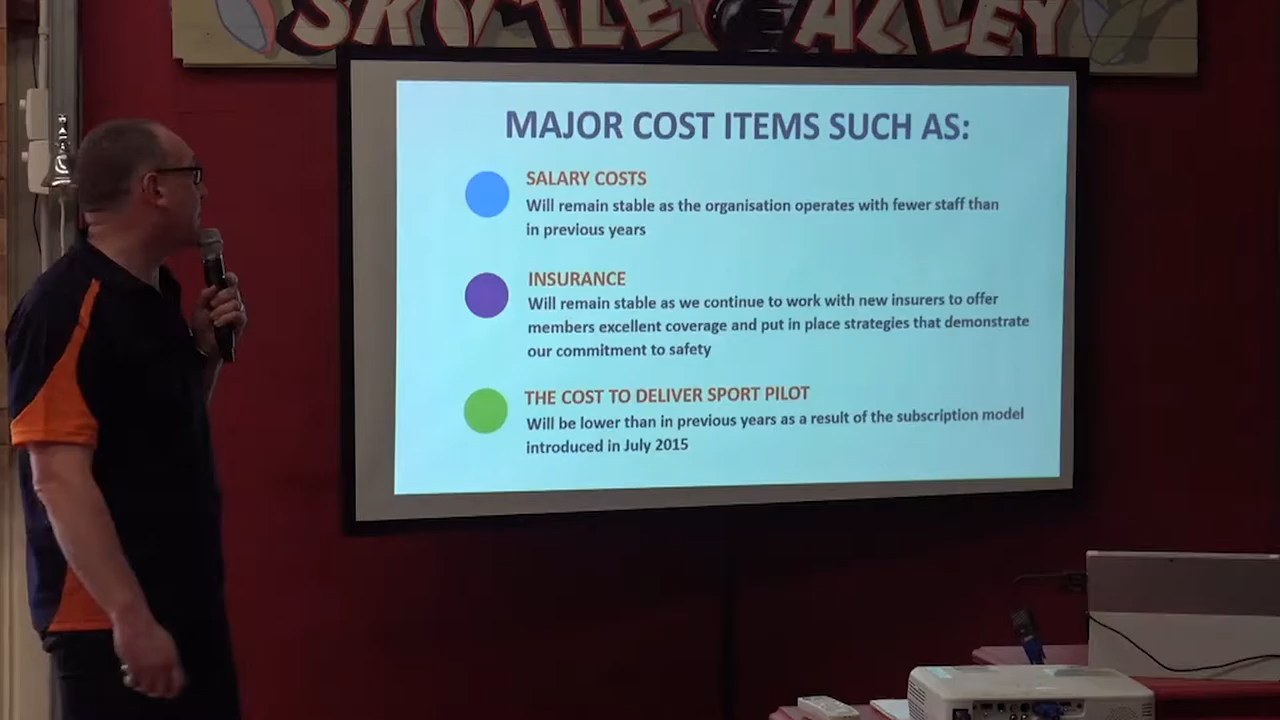 SKITTLE ALLEY
MAJOR COST ITEMS SUCH AS:
SALARY COSTS
Will remain stable as the organisation operates with fewer staff than
in previous years
INSURANCE
Will remain stable as we continue to work with new insurers to offer
members excellent coverage and put in place strategies that demonstrate
our commitment to safety
THE COST TO DELIVER SPORT PILOT
Will be lower than in previous years as a result of the subscription model
introduced in July 2015